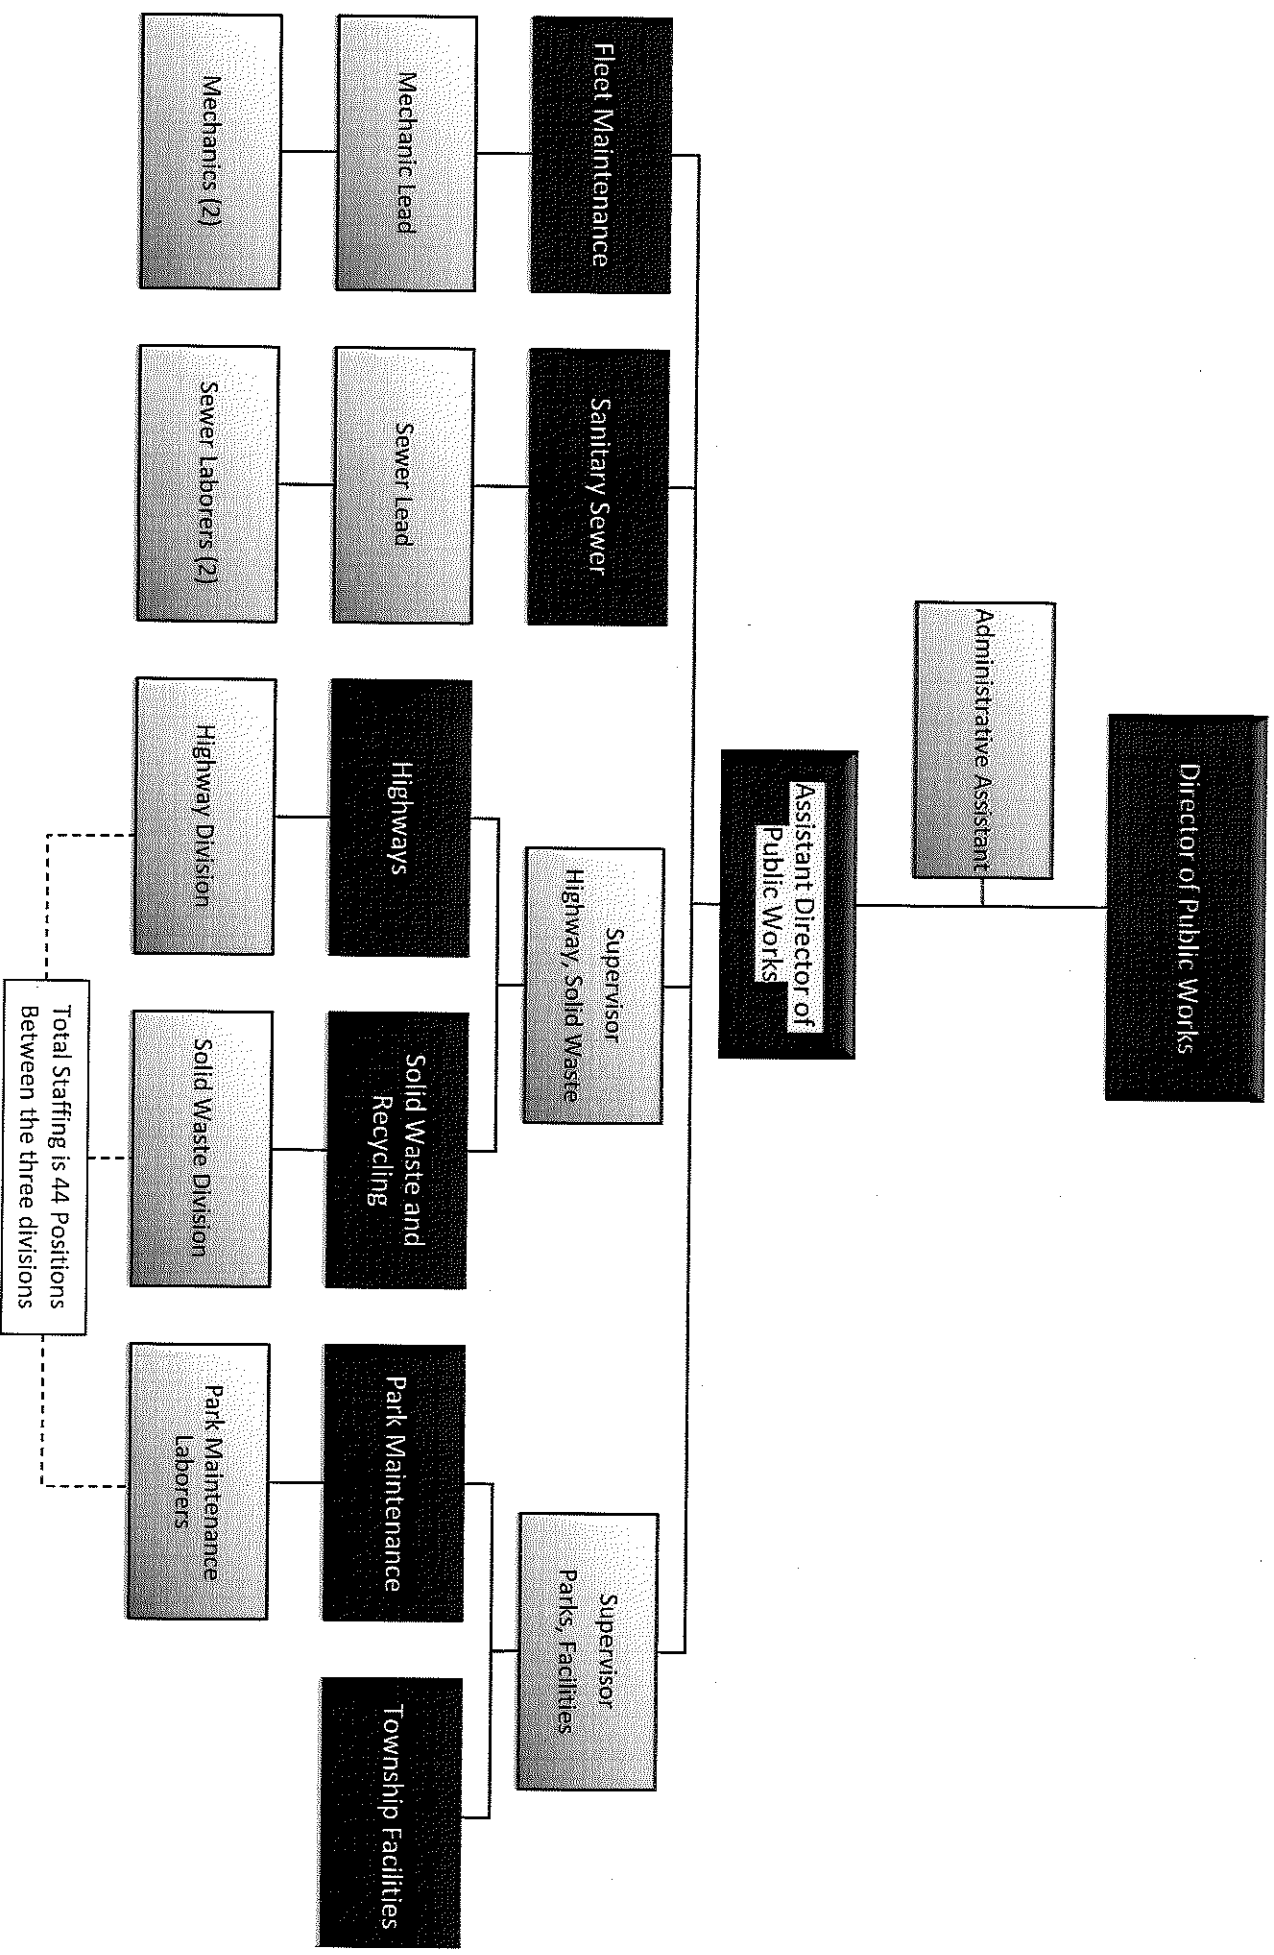 Director of Public Works
Administrative Assistant
Assistant Director of
Public Works
Fleet Maintenance
Mechanic Lead
Mechanics (2)
Sanitary Sewer
Sewer Lead
Sewer Laborers (2)
Supervisor
Highway, Solid Waste
Highways
Highway Division
Solid Waste and
Recycling
Solid Waste Division
Supervisor
Parks, Facilities
Park Maintenance
Park Maintenance
Laborers
Township Facilities
Total Staffing is 44 Positions
Between the three divisions